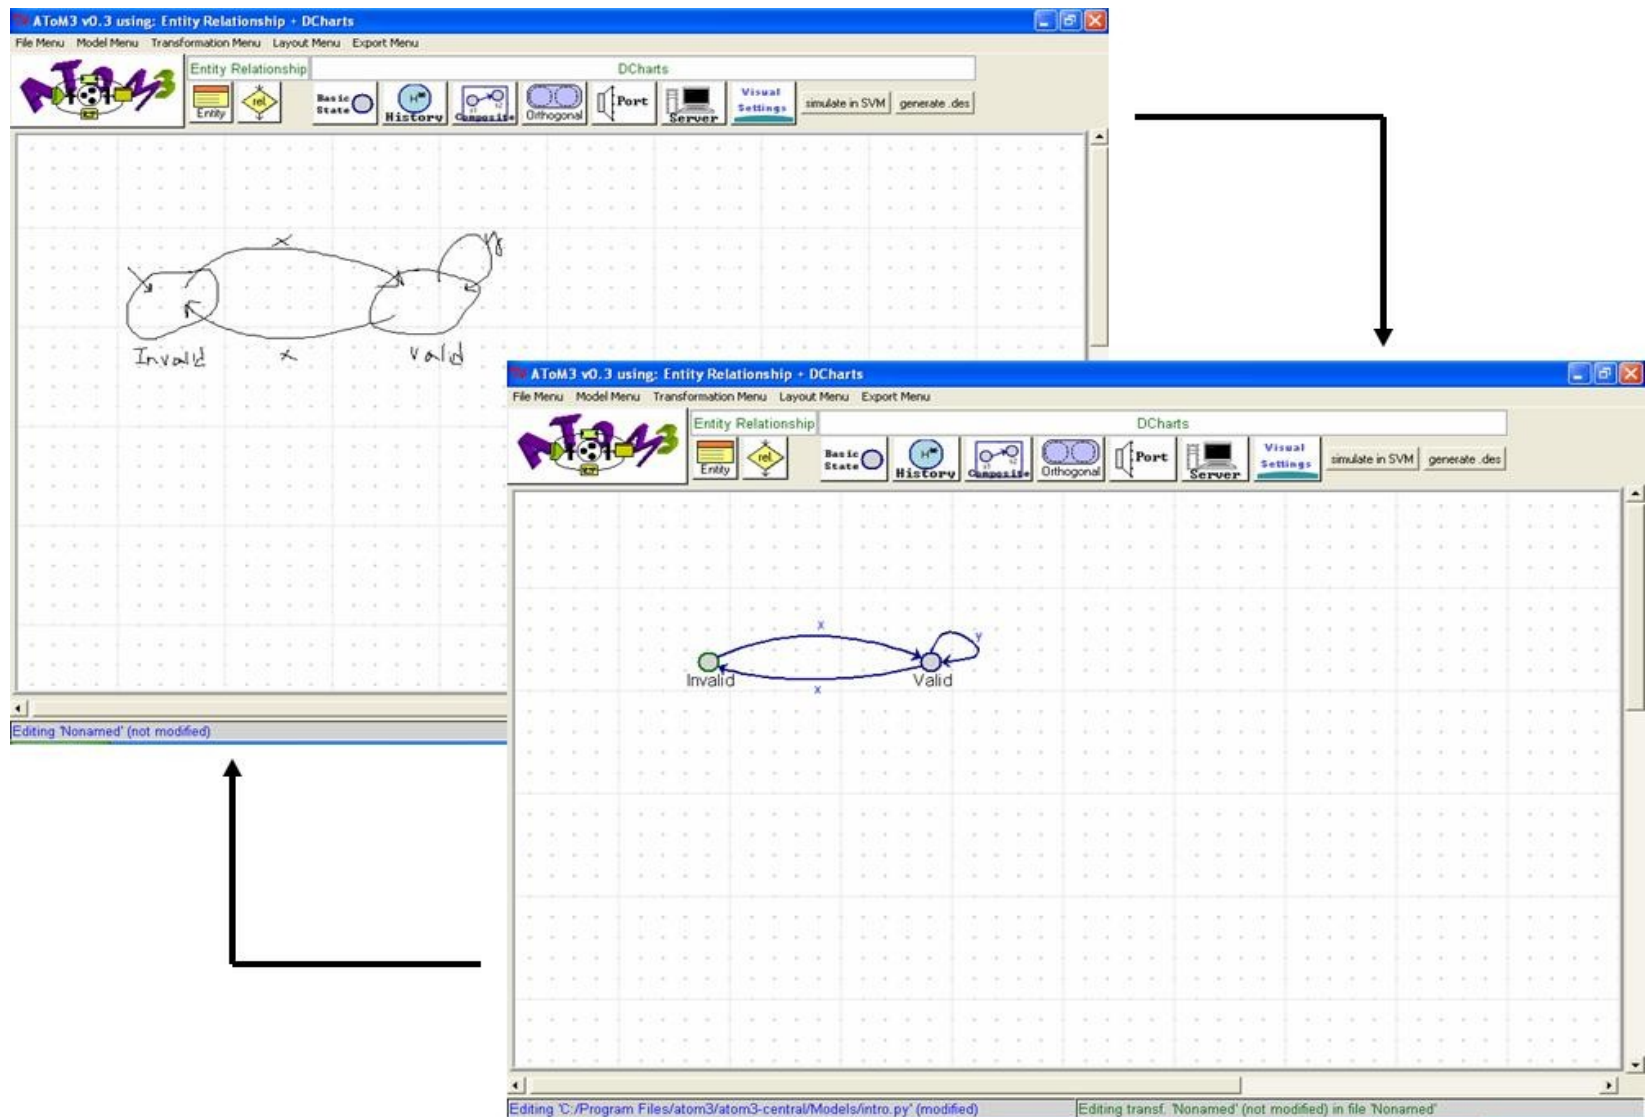 AToM3 v0.3 using: Entity Relationship + DCharts
File Menu Model Menu Transformation Menu Layout Menu Export Menu
AToM3
Entity Relationship DCharts
Entity rel Basic State History Composite Orthogonal Port Server Visual Settings simulate in SVM generate .des
x
y
Invalid x Valid
Editing 'Nonamed' (not modified)
AToM3 v0.3 using: Entity Relationship + DCharts
File Menu Model Menu Transformation Menu Layout Menu Export Menu
AToM3
Entity Relationship DCharts
Entity rel. Basic State History Composite Orthogonal Port Server Visual Settings simulate in SVM generate .des
x
y
Invalid Valid
x
Editing 'C:/Program Files/atom3/atom3-central/Models/intro.py' (modified) Editing transf. 'Nonamed' (not modified) in file 'Nonamed'